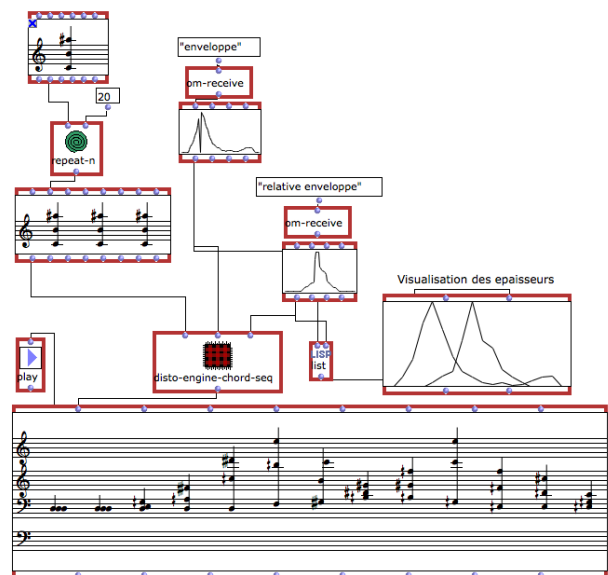 "enveloppe"
om-receive
20
repeat-n
"relative enveloppe"
om-receive
Visualisation des epaisseurs
play
disto-engine-chord-seq
LISP
list